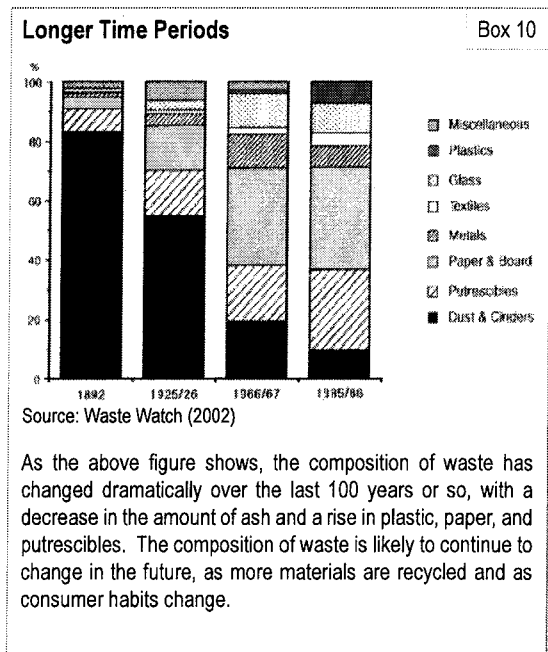 Longer Time Periods
Box 10
%
100
80
60
40
20
0
1892
1925/26
1966/67
1985/86
Miscellaneous
Plastics
Glass
Textiles
Metals
Paper & Board
Putrescibles
Dust & Cinders
Source: Waste Watch (2002)
As the above figure shows, the composition of waste has
changed dramatically over the last 100 years or so, with a
decrease in the amount of ash and a rise in plastic, paper, and
putrescibles. The composition of waste is likely to continue to
change in the future, as more materials are recycled and as
consumer habits change.